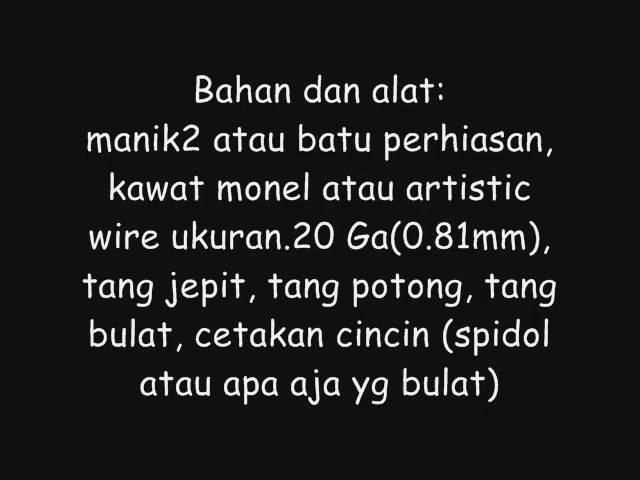 Bahan dan alat:
manik2 atau batu perhiasan,
kawat monel atau artistic
wire ukuran.20 Ga(0.81mm),
tang jepit, tang potong, tang
bulat, cetakan cincin (spidol
atau apa aja yg bulat)